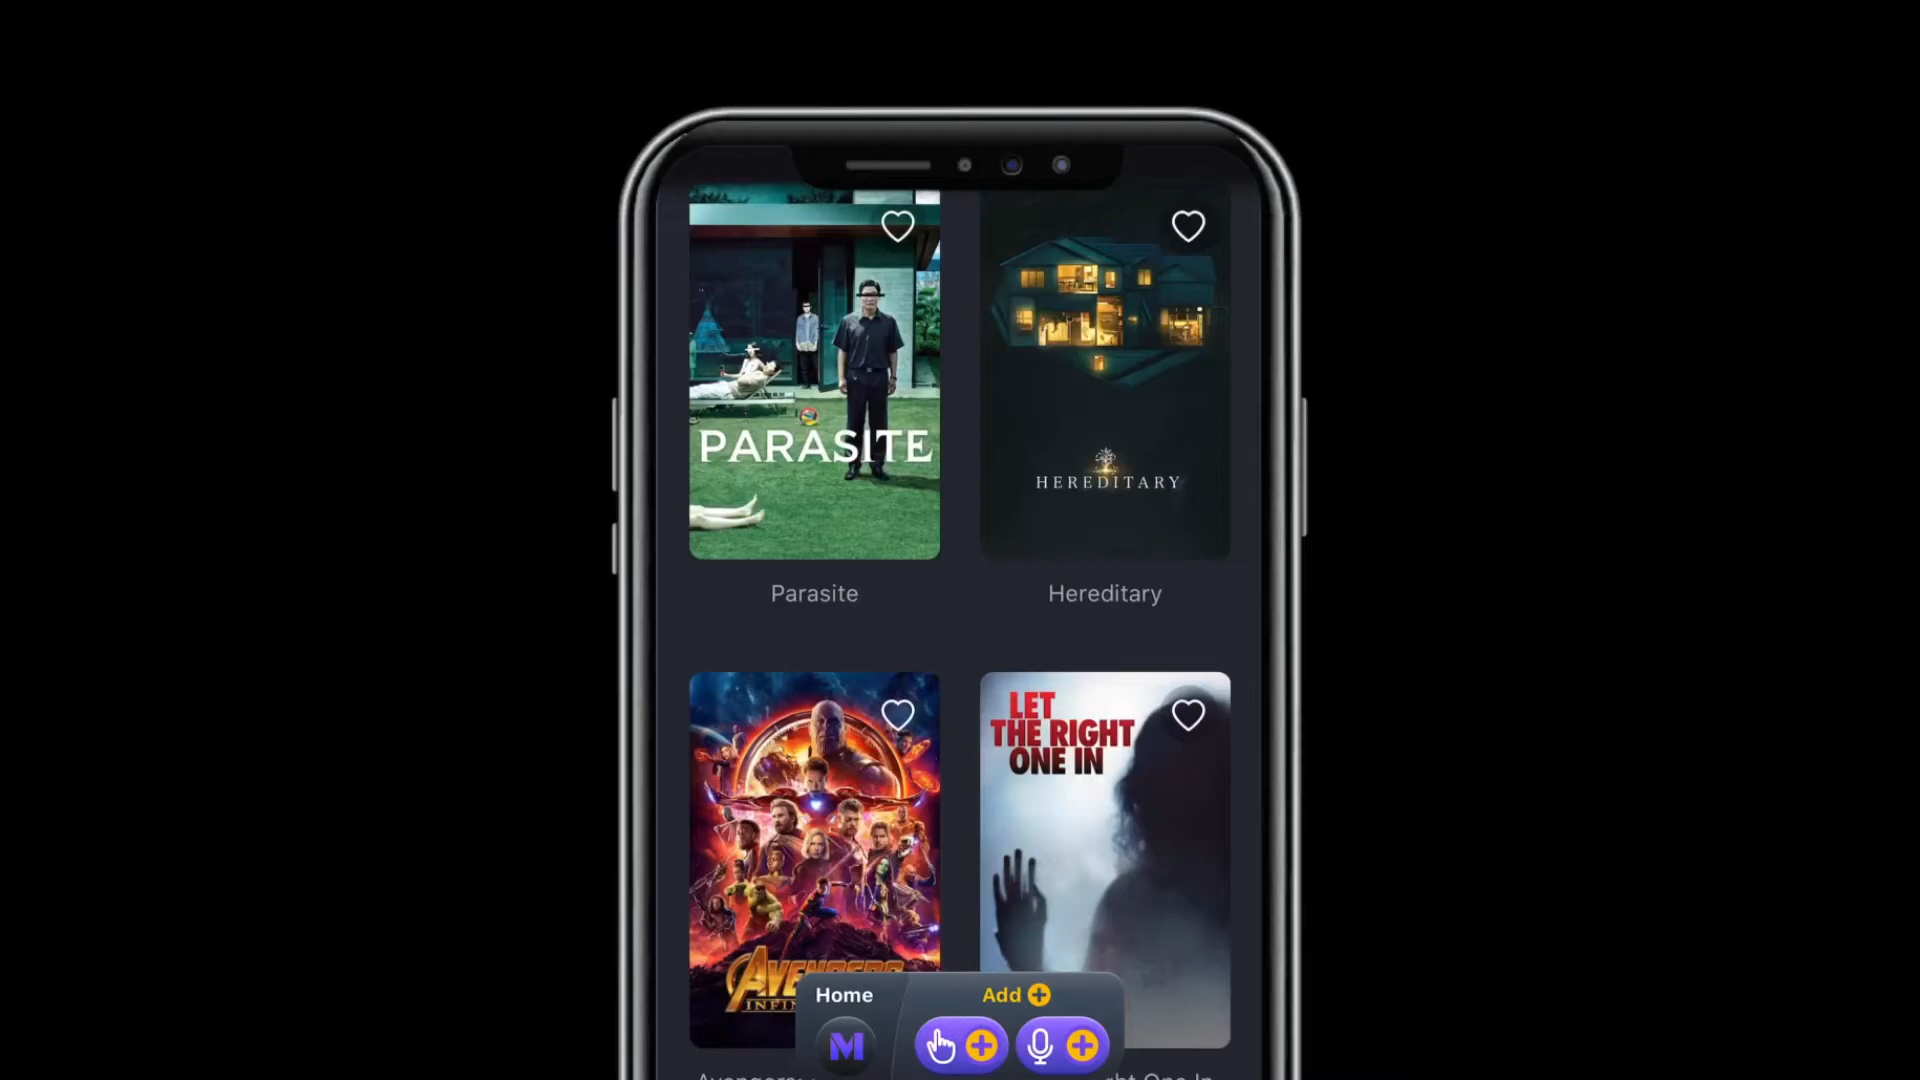 PARASITE
HEREDITARY
Parasite
Hereditary
LET
THE RIGHT
ONE IN
Home
Add
M